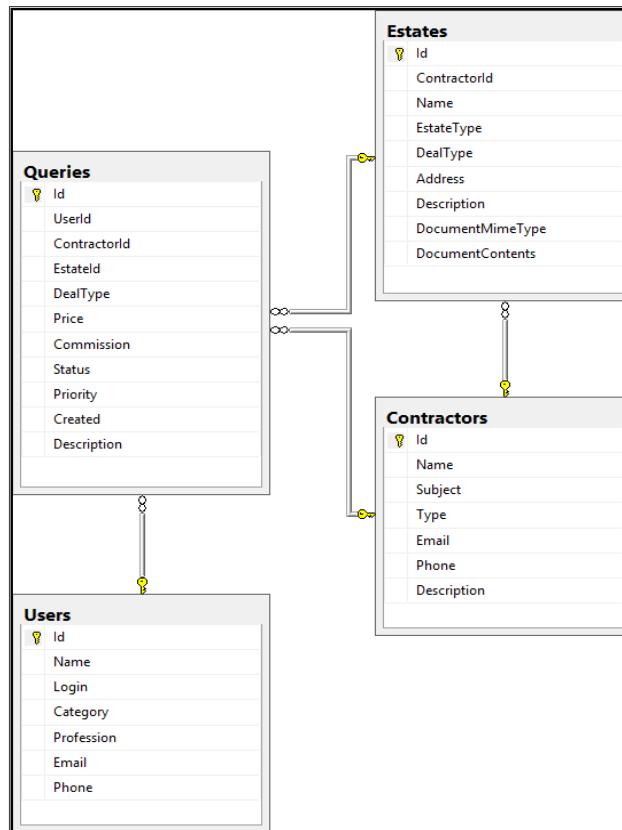 Estates
Id
ContractorId
Name
EstateType
DealType
Address
Description
DocumentMimeType
DocumentContents
Queries
Id
UserId
ContractorId
EstateId
DealType
Price
Commission
Status
Priority
Created
Description
Contractors
Id
Name
Subject
Type
Email
Phone
Description
Users
Id
Name
Login
Category
Profession
Email
Phone